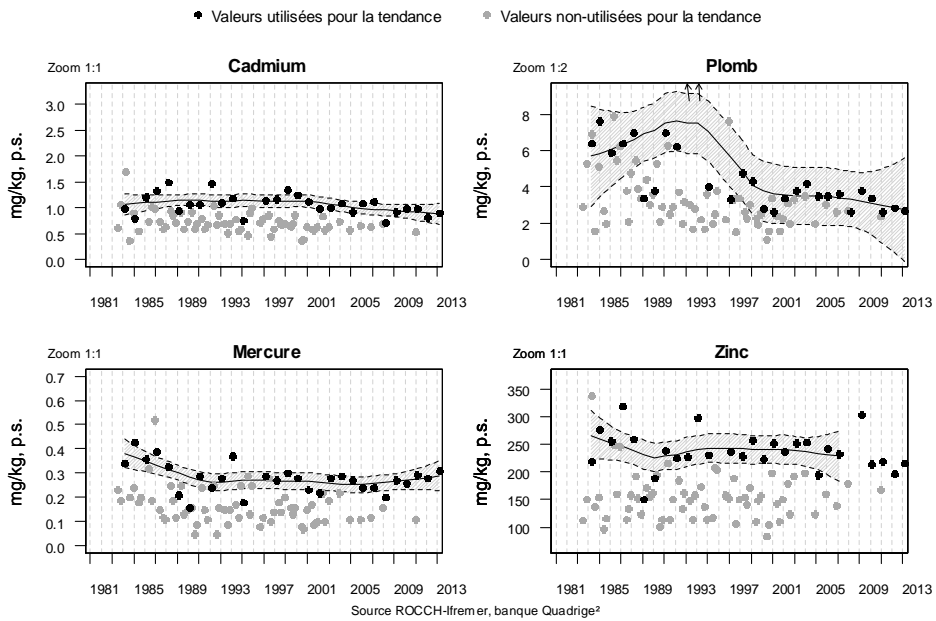 Valeurs utilisées pour la tendance
Valeurs non-utilisées pour la tendance
Zoom 1:1
Cadmium
mg/kg, p.s.
3.0
2.5
2.0
1.5
1.0
0.5
0.0
1981 1985 1989 1993 1997 2001 2005 2009 2013
Zoom 1:2
Plomb
mg/kg, p.s.
8
6
4
2
0
1981 1985 1989 1993 1997 2001 2005 2009 2013
Zoom 1:1
Mercure
mg/kg, p.s.
0.7
0.6
0.5
0.4
0.3
0.2
0.1
0.0
1981 1985 1989 1993 1997 2001 2005 2009 2013
Zoom 1:1
Zinc
mg/kg, p.s.
350
300
250
200
150
100
1981 1985 1989 1993 1997 2001 2005 2009 2013
Source ROCCH-Ifremer, banque Quadrige²